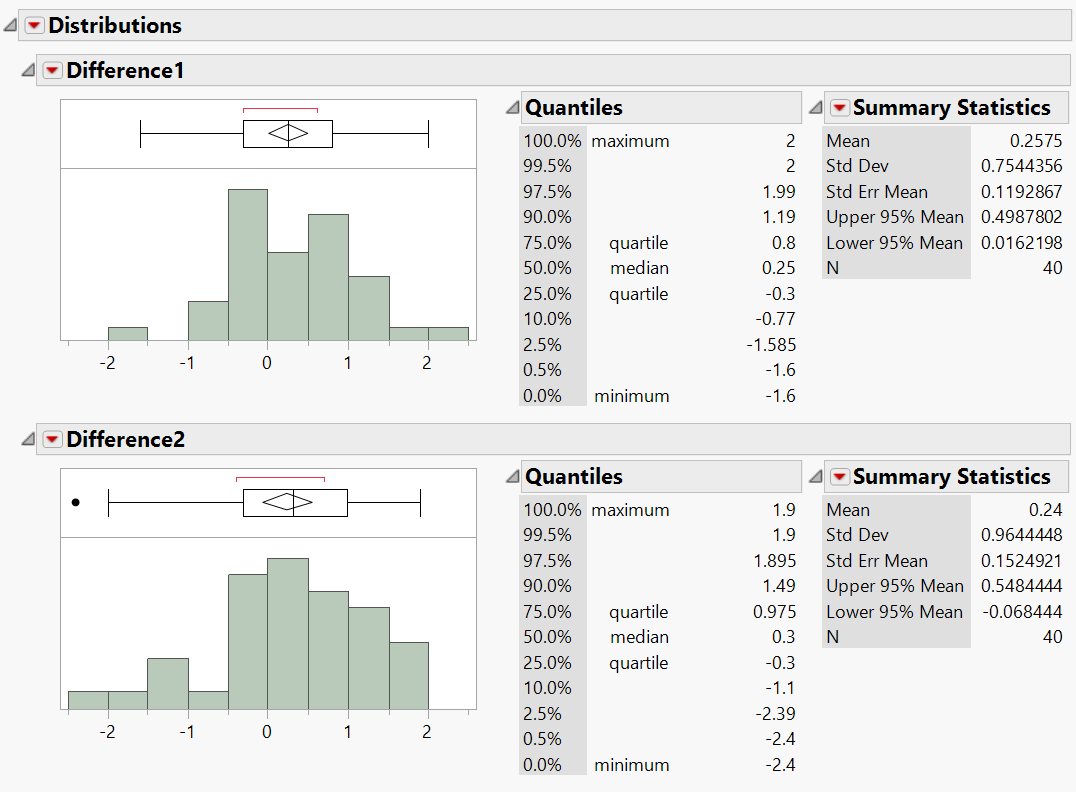 Distributions
Difference1
-2 -1 0 1 2
Quantiles
100.0% maximum 2
99.5% 2
97.5% 1.99
90.0% 1.19
75.0% quartile 0.8
50.0% median 0.25
25.0% quartile -0.3
10.0% -0.77
2.5% -1.585
0.5% -1.6
0.0% minimum -1.6
Summary Statistics
Mean 0.2575
Std Dev 0.7544356
Std Err Mean 0.1192867
Upper 95% Mean 0.4987802
Lower 95% Mean 0.0162198
N 40
Difference2
-2 -1 0 1 2
Quantiles
100.0% maximum 1.9
99.5% 1.9
97.5% 1.895
90.0% 1.49
75.0% quartile 0.975
50.0% median 0.3
25.0% quartile -0.3
10.0% -1.1
2.5% -2.39
0.5% -2.4
0.0% minimum -2.4
Summary Statistics
Mean 0.24
Std Dev 0.9644448
Std Err Mean 0.1524921
Upper 95% Mean 0.5484444
Lower 95% Mean -0.068444
N 40